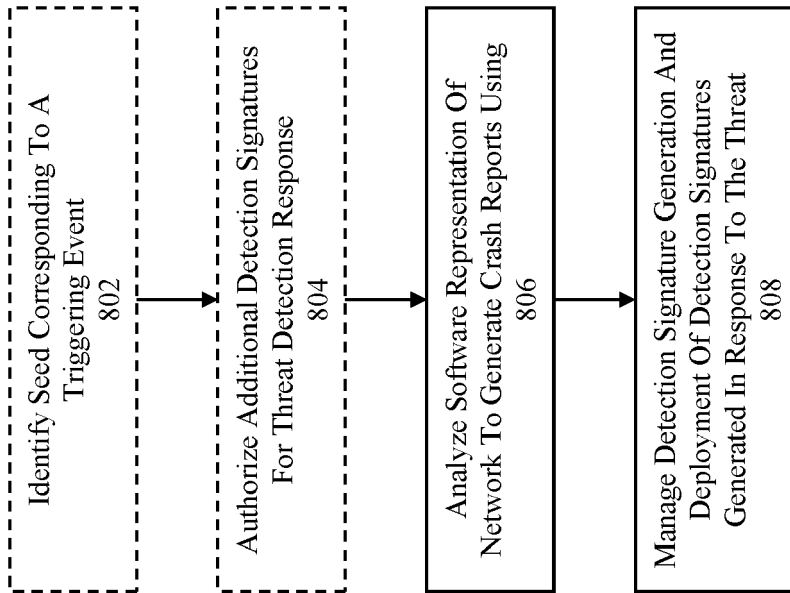 Identify Seed Corresponding To A
Triggering Event
802
Authorize Additional Detection Signatures
For Threat Detection Response
804
Analyze Software Representation Of
Network To Generate Crash Reports Using
806
Manage Detection Signature Generation And
Deployment Of Detection Signatures
Generated In Response To The Threat
808